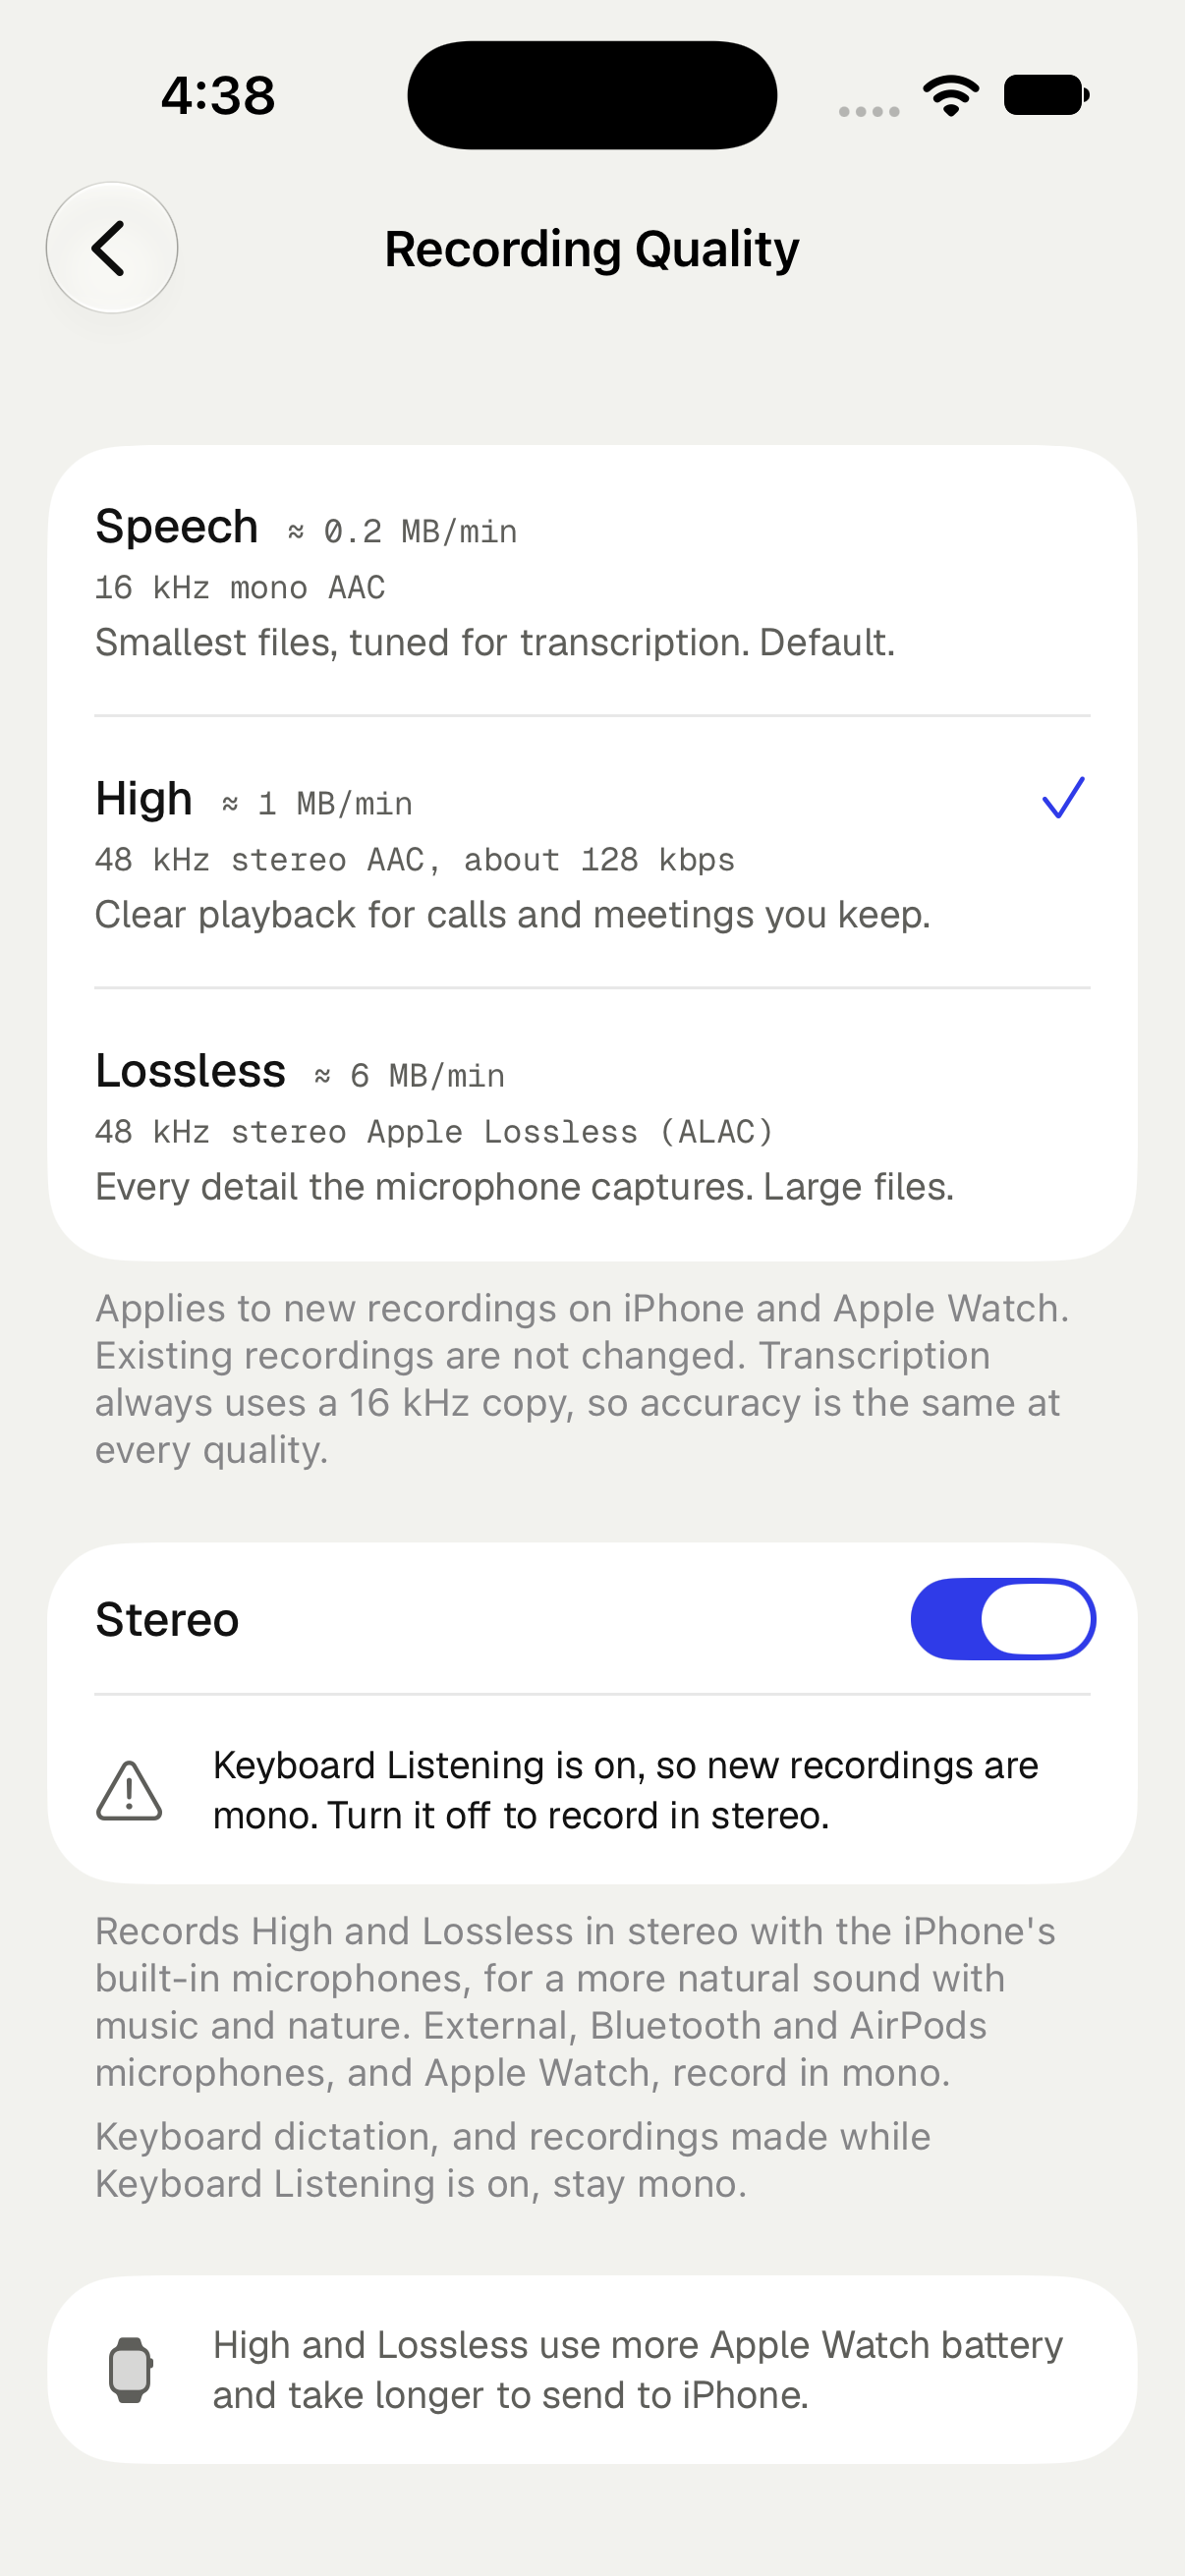 4:38
Recording Quality
Speech ≈ 0.2 MB/min
16 kHz mono AAC
Smallest files, tuned for transcription. Default.
High ≈ 1 MB/min
48 kHz stereo AAC, about 128 kbps
Clear playback for calls and meetings you keep.
Lossless ≈ 6 MB/min
48 kHz stereo Apple Lossless (ALAC)
Every detail the microphone captures. Large files.
Applies to new recordings on iPhone and Apple Watch.
Existing recordings are not changed. Transcription
always uses a 16 kHz copy, so accuracy is the same at
every quality.
Stereo
Keyboard Listening is on, so new recordings are
mono. Turn it off to record in stereo.
Records High and Lossless in stereo with the iPhone's
built-in microphones, for a more natural sound with
music and nature. External, Bluetooth and AirPods
microphones, and Apple Watch, record in mono.
Keyboard dictation, and recordings made while
Keyboard Listening is on, stay mono.
High and Lossless use more Apple Watch battery
and take longer to send to iPhone.